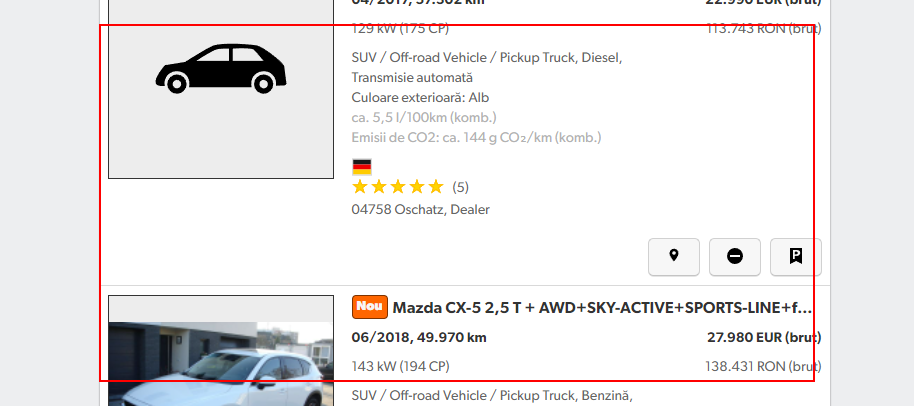 04/2017, 57.302 km
22.990 EUR (brut)
129 kW (175 CP)
113.743 RON (brut)
SUV / Off-road Vehicle / Pickup Truck, Diesel,
Transmisie automată
Culoare exterioară: Alb
ca. 5,5 l/100km (komb.)
Emisii de CO2: ca. 144 g CO₂/km (komb.)
(5)
04758 Oschatz, Dealer
P
Nou Mazda CX-5 2,5 T + AWD+SKY-ACTIVE+SPORTS-LINE+f...
06/2018, 49.970 km
27.980 EUR (brut)
143 kW (194 CP)
138.431 RON (brut)
SUV / Off-road Vehicle / Pickup Truck, Benzină,